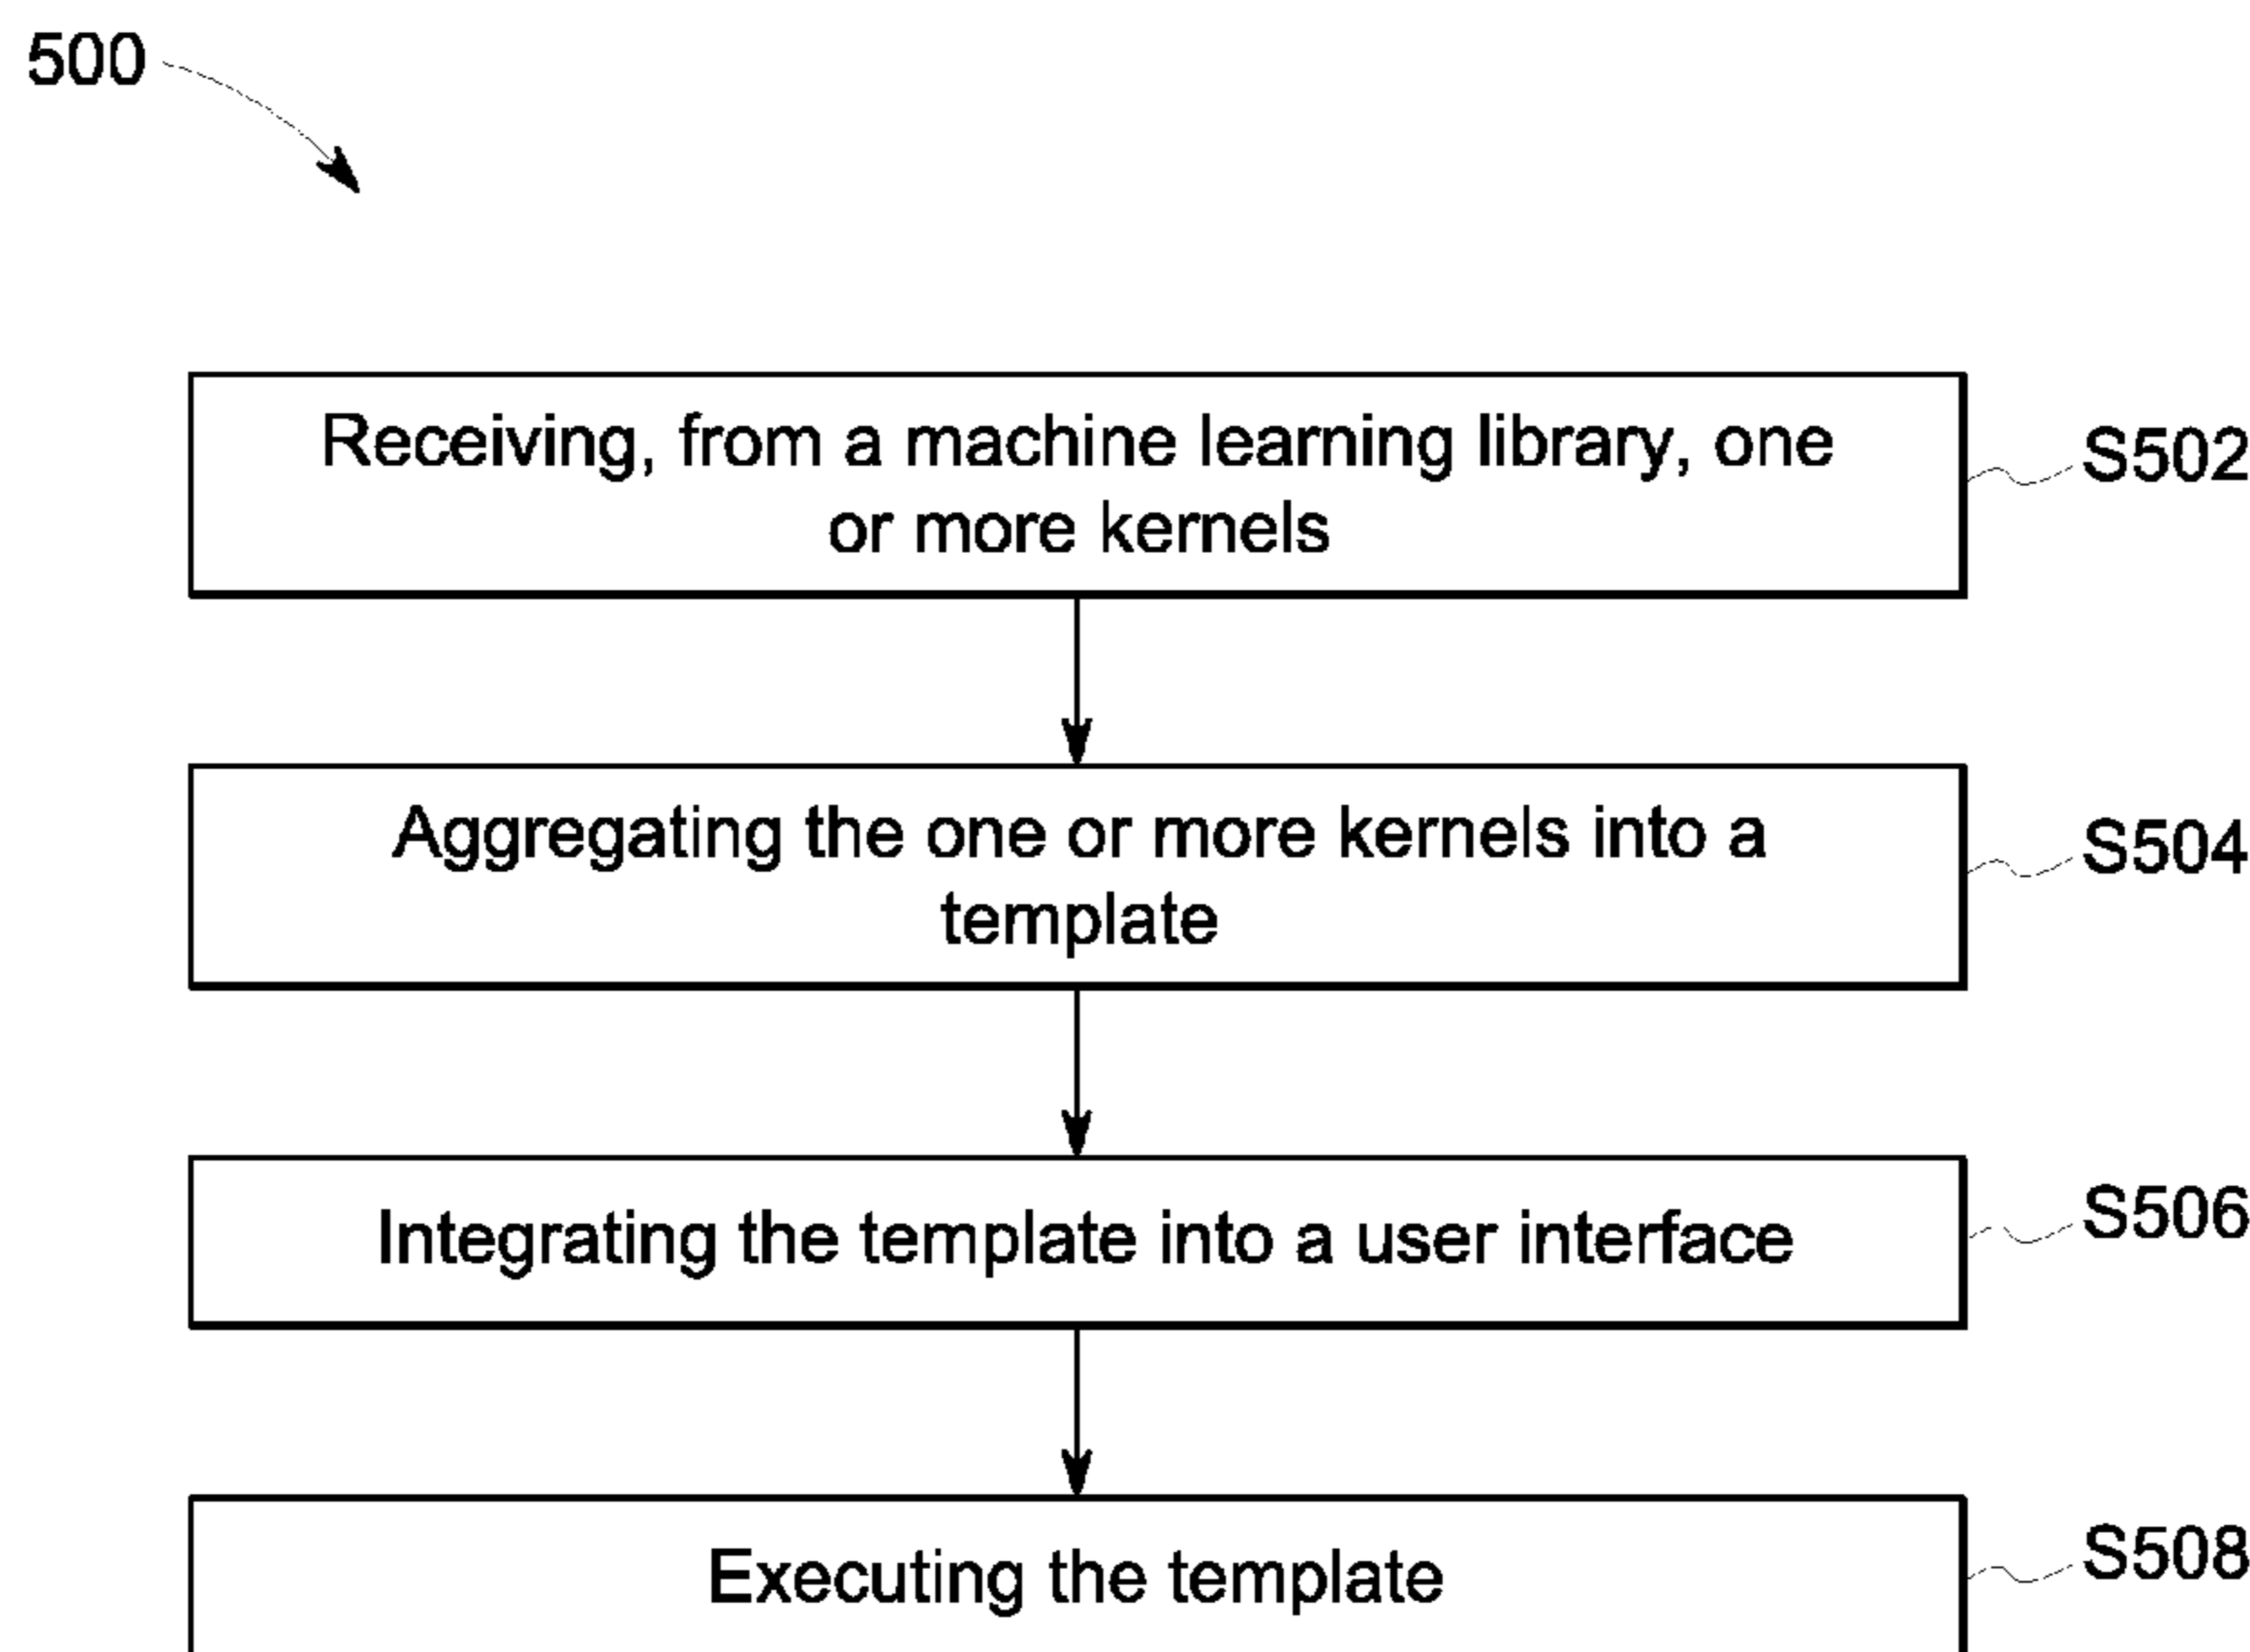 500
Receiving, from a machine learning library, one
or more kernels
S502
Aggregating the one or more kernels into a
template
S504
Integrating the template into a user interface
S506
Executing the template
S508